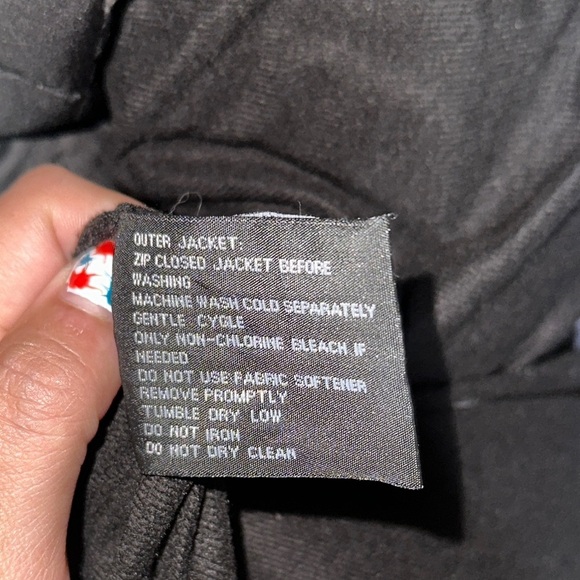 OUTER JACKET:
ZIP CLOSED JACKET BEFORE
WASHING
MACHINE WASH COLD SEPARATELY
GENTLE CYCLE
ONLY NON-CHLORINE BLEACH IF
NEEDED
DO NOT USE FABRIC SOFTENER
REMOVE PROMPTLY
TUMBLE DRY LOW
DO NOT IRON
DO NOT DRY CLEAN